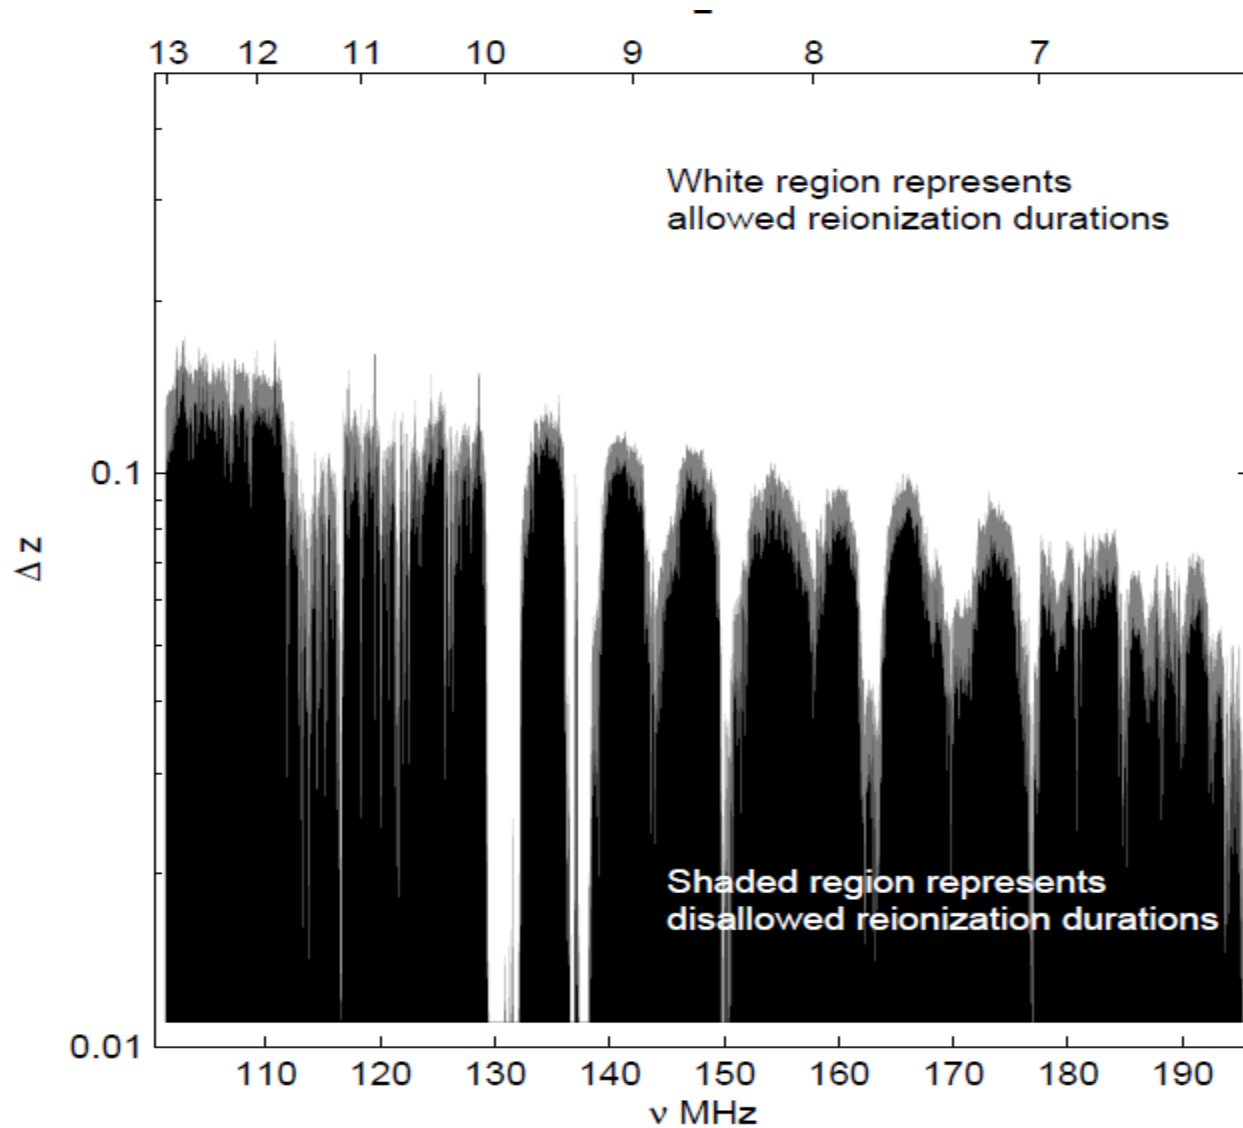 13 12 11 10 9 8 7
White region represents
allowed reionization durations
0.1
Δz
Shaded region represents
disallowed reionization durations
0.01
110 120 130 140 150 160 170 180 190
ν MHz